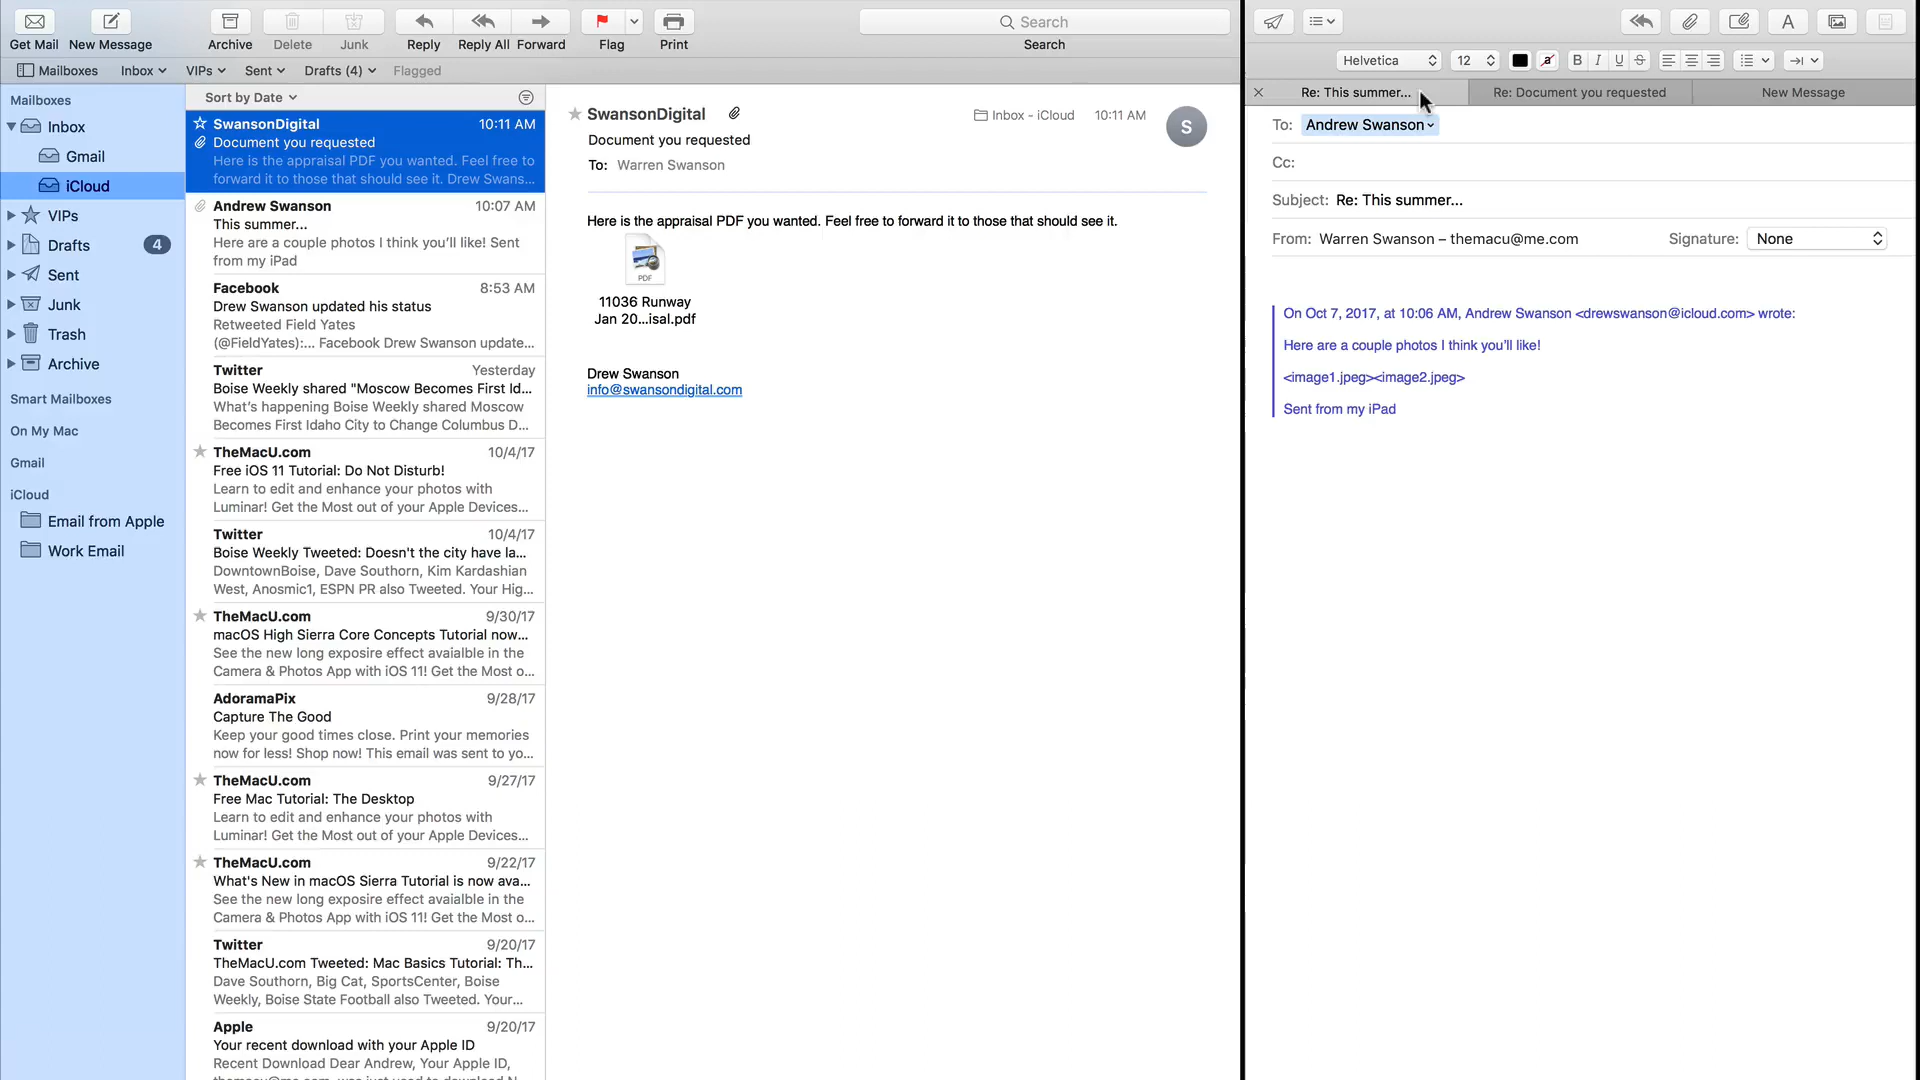 Get Mail
New Message
Archive
Delete
Junk
Reply
Reply All
Forward
Flag
Print
Search
Search
Mailboxes
Inbox
VIPs
Sent
Drafts (4)
Flagged
Mailboxes
Inbox
Gmail
iCloud
VIPs
Drafts
4
Sent
Junk
Trash
Archive
Smart Mailboxes
On My Mac
Gmail
iCloud
Email from Apple
Work Email
Sort by Date
SwansonDigital 10:11 AM
Document you requested
Here is the appraisal PDF you wanted. Feel free to
forward it to those that should see it. Drew Swans...
Andrew Swanson 10:07 AM
This summer...
Here are a couple photos I think you'll like! Sent
from my iPad
Facebook 8:53 AM
Drew Swanson updated his status
Retweeted Field Yates
(@FieldYates):... Facebook Drew Swanson update...
Twitter Yesterday
Boise Weekly shared "Moscow Becomes First Id...
What's happening Boise Weekly shared Moscow
Becomes First Idaho City to Change Columbus D...
TheMacU.com 10/4/17
Free iOS 11 Tutorial: Do Not Disturb!
Learn to edit and enhance your photos with
Luminar! Get the Most out of your Apple Devices...
Twitter 10/4/17
Boise Weekly Tweeted: Doesn't the city have la...
DowntownBoise, Dave Southorn, Kim Kardashian
West, Anosmic1, ESPN PR also Tweeted. Your Hig...
TheMacU.com 9/30/17
macOS High Sierra Core Concepts Tutorial now...
See the new long exposire effect avaialble in the
Camera & Photos App with iOS 11! Get the Most o...
AdoramaPix 9/28/17
Capture The Good
Keep your good times close. Print your memories
now for less! Shop now! This email was sent to yo...
TheMacU.com 9/27/17
Free Mac Tutorial: The Desktop
Learn to edit and enhance your photos with
Luminar! Get the Most out of your Apple Devices...
TheMacU.com 9/22/17
What's New in macOS Sierra Tutorial is now ava...
See the new long exposire effect avaialble in the
Camera & Photos App with iOS 11! Get the Most o...
Twitter 9/20/17
TheMacU.com Tweeted: Mac Basics Tutorial: Th...
Dave Southorn, Big Cat, SportsCenter, Boise
Weekly, Boise State Football also Tweeted. Your...
Apple 9/20/17
Your recent download with your Apple ID
Recent Download Dear Andrew, Your Apple ID,
SwansonDigital
Inbox - iCloud 10:11 AM
S
Document you requested
To: Warren Swanson
Here is the appraisal PDF you wanted. Feel free to forward it to those that should see it.
PDF
11036 Runway
Jan 20...isal.pdf
Drew Swanson
info@swansondigital.com
A
Helvetica 12 a B I U S
Re: This summer...
Re: Document you requested
New Message
To: Andrew Swanson
Cc:
Subject: Re: This summer...
From: Warren Swanson – themacu@me.com
Signature: None
On Oct 7, 2017, at 10:06 AM, Andrew Swanson <drewswanson@icloud.com> wrote:
Here are a couple photos I think you'll like!
<image1.jpeg><image2.jpeg>
Sent from my iPad